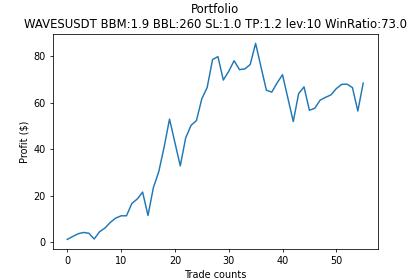 Portfolio
WAVESUSDT BBM:1.9 BBL:260 SL:1.0 TP:1.2 lev:10 WinRatio:73.0
80
60
40
20
0
Profit ($)
0 10 20 30 40 50
Trade counts